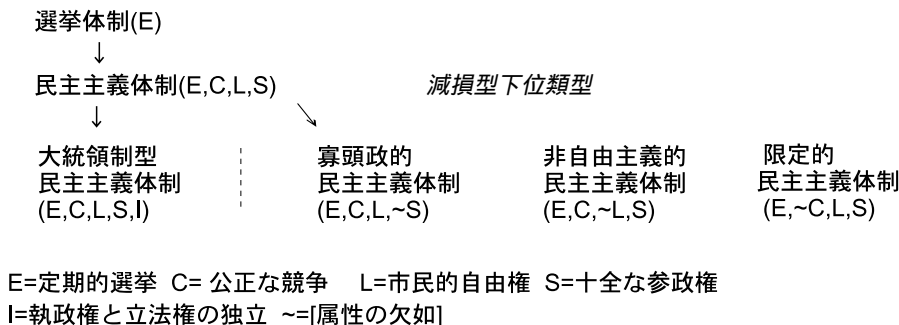 選挙体制(E)
↓
民主主義体制(E,C,L,S)
減損型下位類型
↓
↘
大統領制型
民主主義体制
(E,C,L,S,I)
寡頭政的
民主主義体制
(E,C,L,~S)
非自由主義的
民主主義体制
(E,C,~L,S)
限定的
民主主義体制
(E,~C,L,S)
E=定期的選挙 C= 公正な競争 L=市民的自由権 S=十全な参政権
I=執政権と立法権の独立 ~=[属性の欠如]